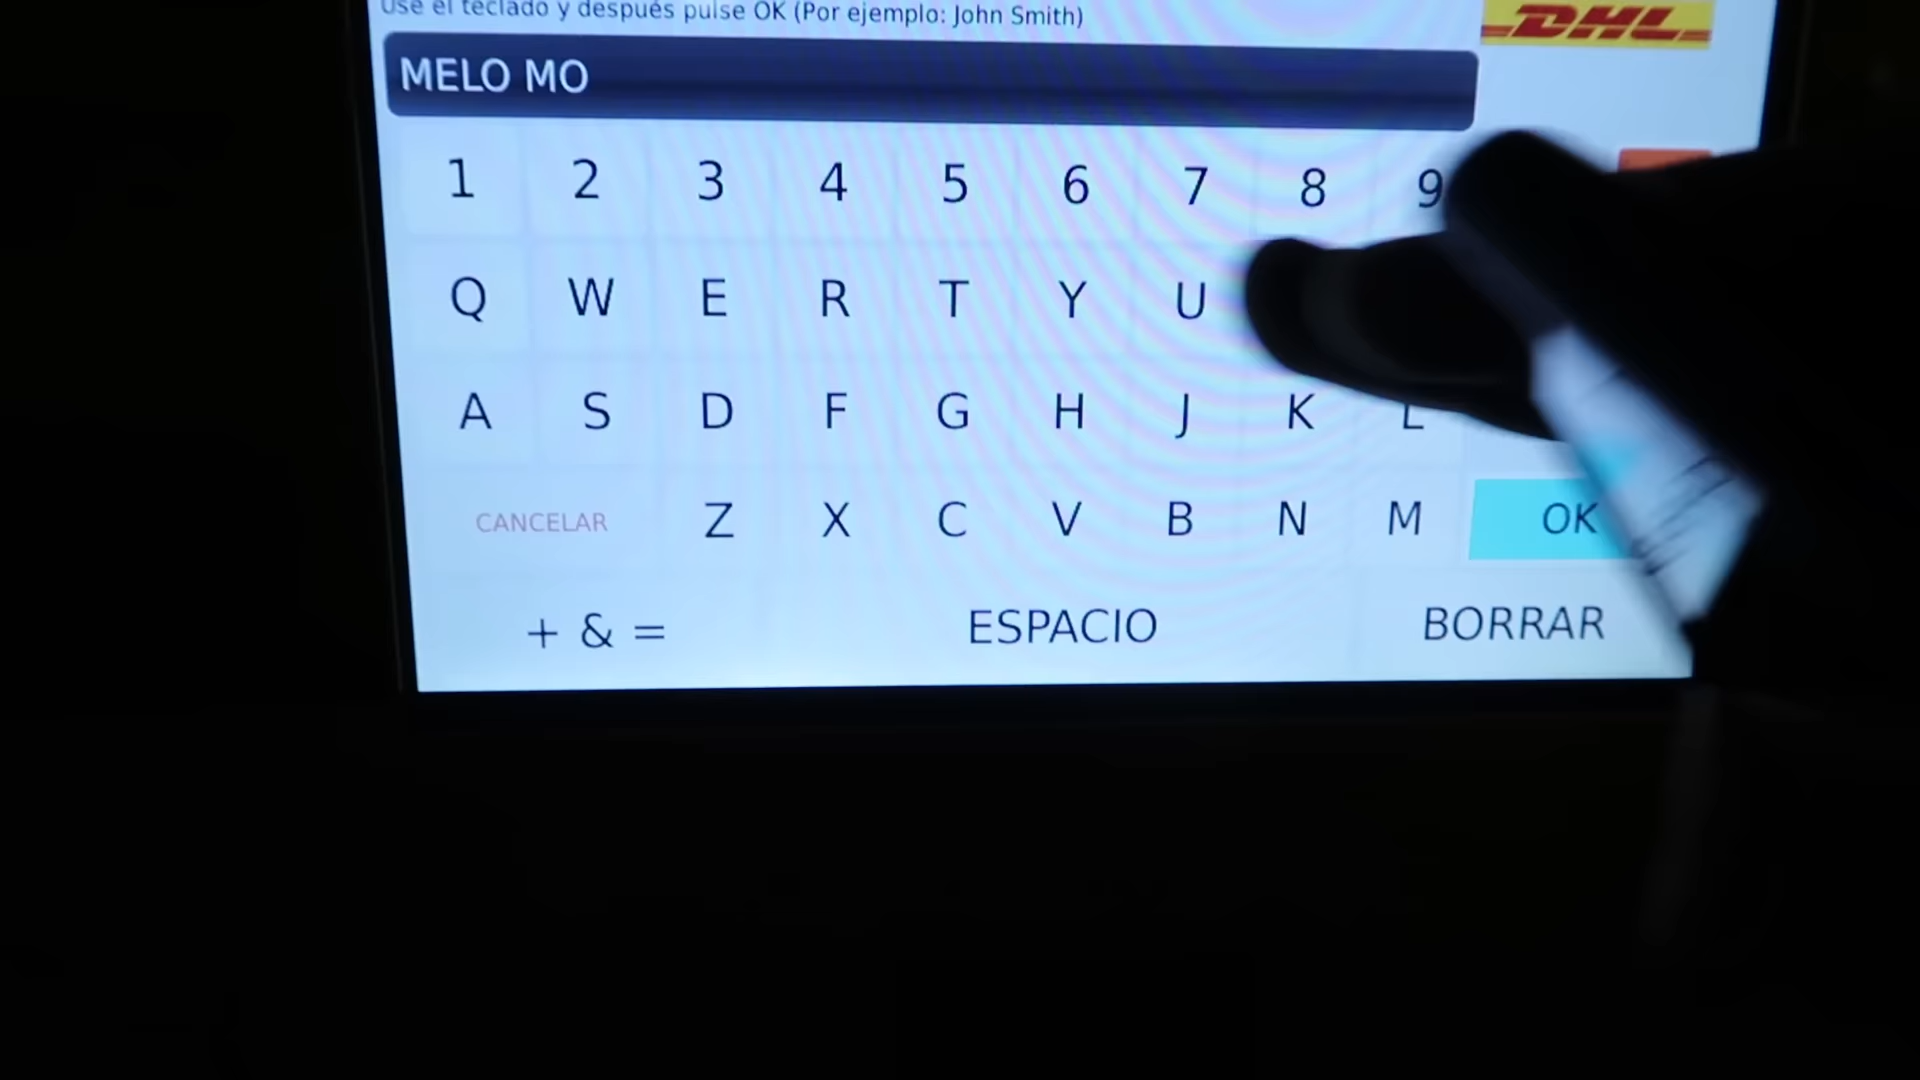 Use el teclado y después pulse OK (Por ejemplo: John Smith)
DHL
MELO MO
1 2 3 4 5 6 7 8 9
Q W E R T Y U
A S D F G H J K L
CANCELAR Z X C V B N M OK
+ & = ESPACIO BORRAR